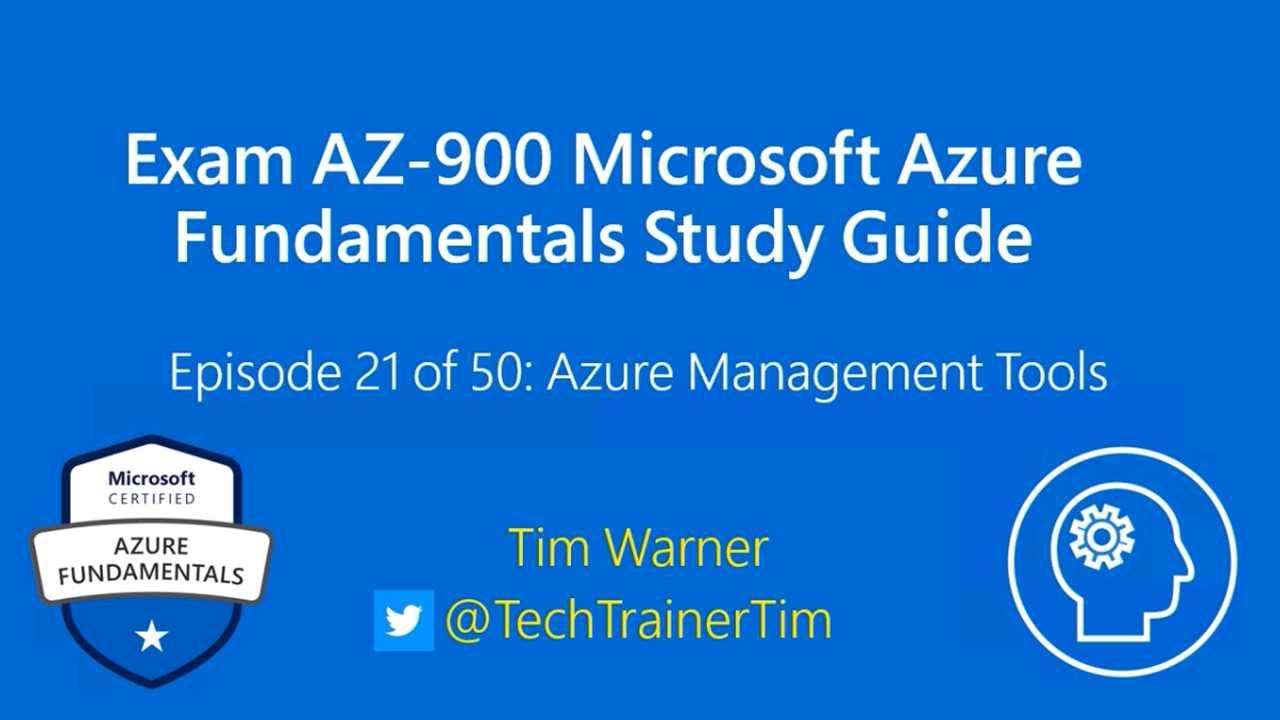 Exam AZ-900 Microsoft Azure
Fundamentals Study Guide
Episode 21 of 50: Azure Management Tools
Microsoft
CERTIFIED
AZURE
FUNDAMENTALS
Tim Warner
@TechTrainerTim